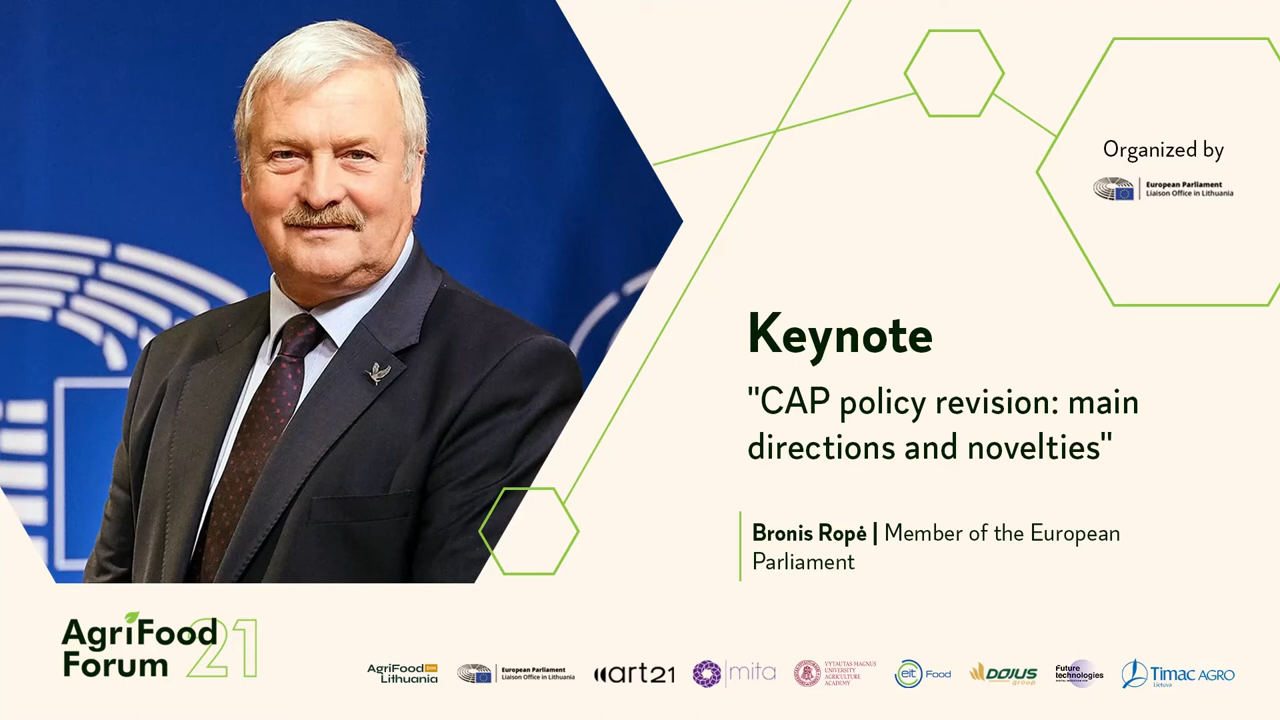 Organized by
European Parliament
Liaison Office in Lithuania
Keynote
"CAP policy revision: main
directions and novelties"
Bronis Ropė | Member of the European
Parliament
AgriFood
Forum 21
AgriFood
Lithuania
European Parliament
Liaison Office in Lithuania
art21
mita
VYTAUTAS MAGNUS
UNIVERSITY
AGRICULTURE
ACADEMY
eit Food
DOJUS
group
Future
technologies
TIMAC AGRO
Lietuva